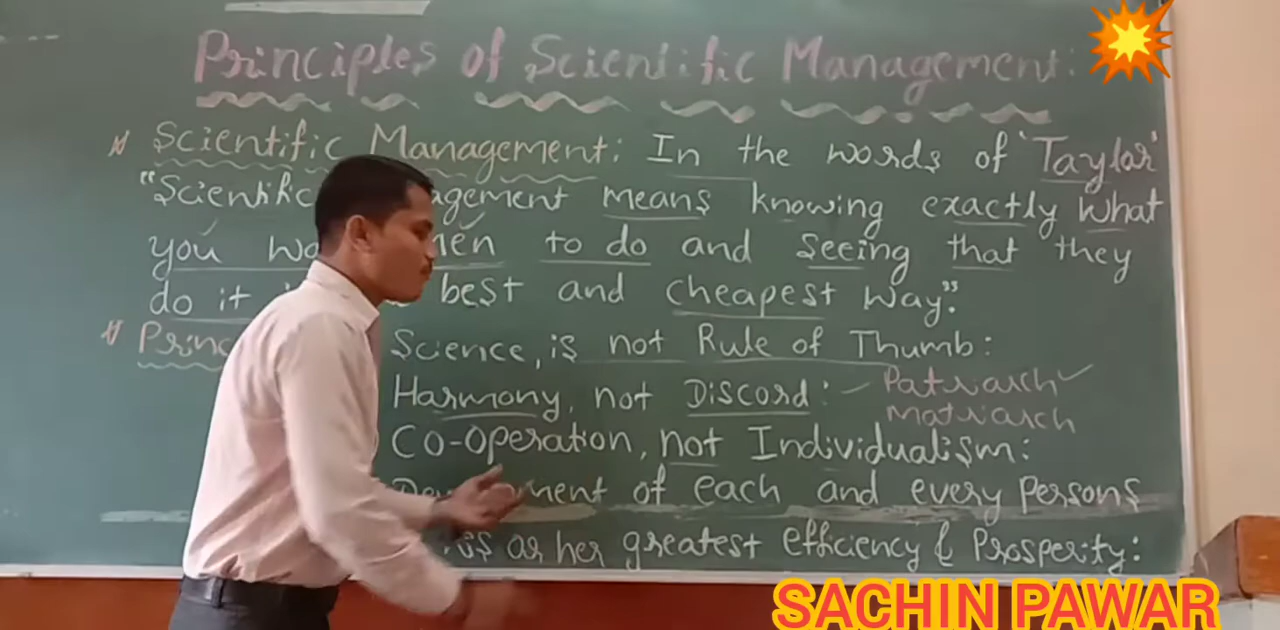 Principles of Scientific Management:
Scientific Management: In the words of 'Taylor'
"Scientific agement means knowing exactly what
you wa men to do and seeing that they
do it best and cheapest way".
Princ Science, is not Rule of Thumb:
Harmony, not Discord: - Patriarch
Matriarch
Co-Operation, not Individualism:
ment of each and every Persons
is or her greatest efficiency & Prosperity:
SACHIN PAWAR